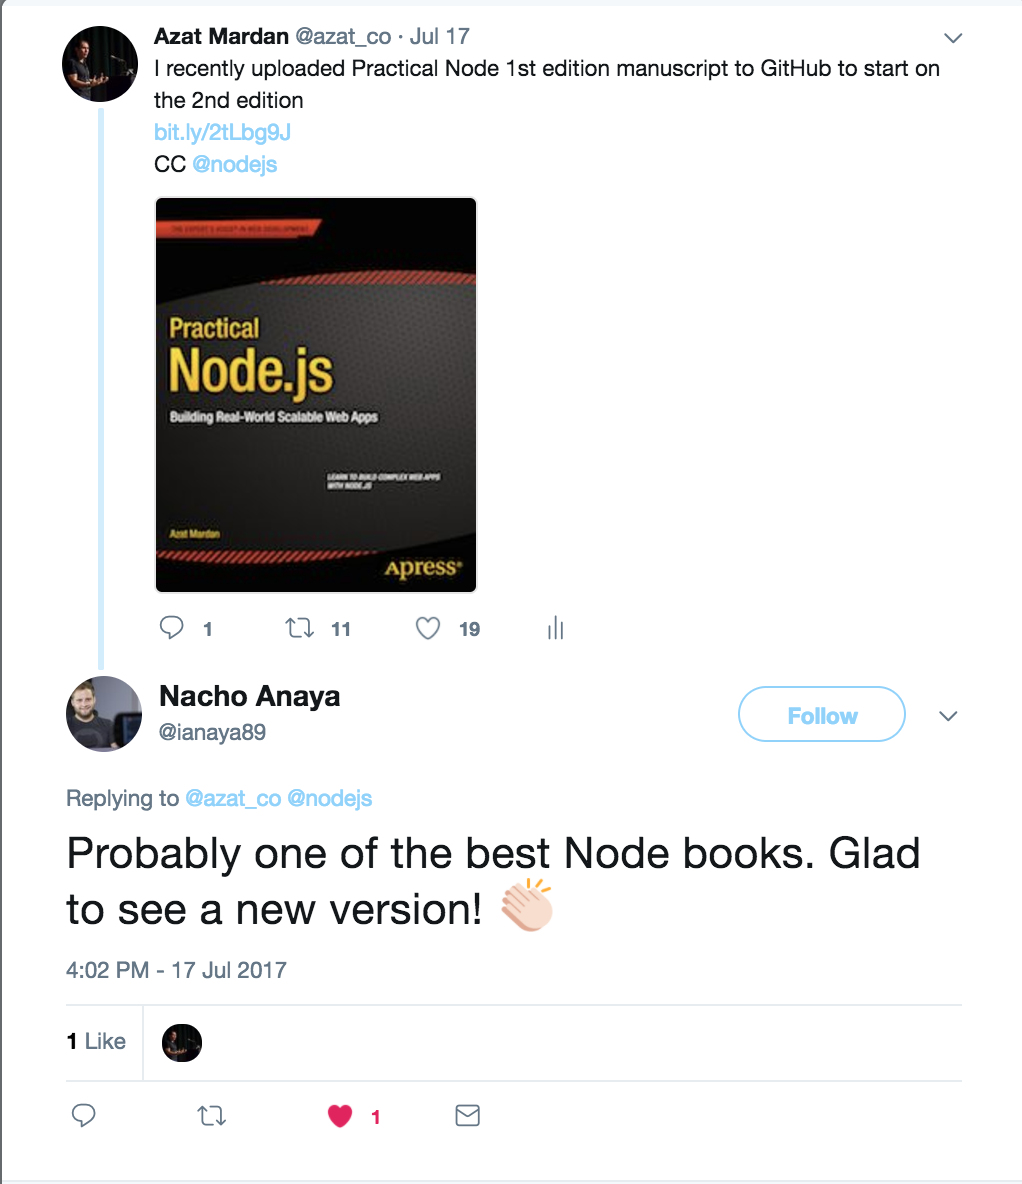 Azat Mardan @azat_co · Jul 17
I recently uploaded Practical Node 1st edition manuscript to GitHub to start on
the 2nd edition
bit.ly/2tLbg9J
CC @nodejs
THE EXPERT'S VOICE® IN WEB DEVELOPMENT
Practical
Node.js
Building Real-World Scalable Web Apps
LEARN TO BUILD COMPLEX WEB APPS
WITH NODE.JS
Azat Mardan
Apress®
1 11 19
Nacho Anaya
@ianaya89
Follow
Replying to @azat_co @nodejs
Probably one of the best Node books. Glad
to see a new version! 👏🏻
4:02 PM - 17 Jul 2017
1 Like
1